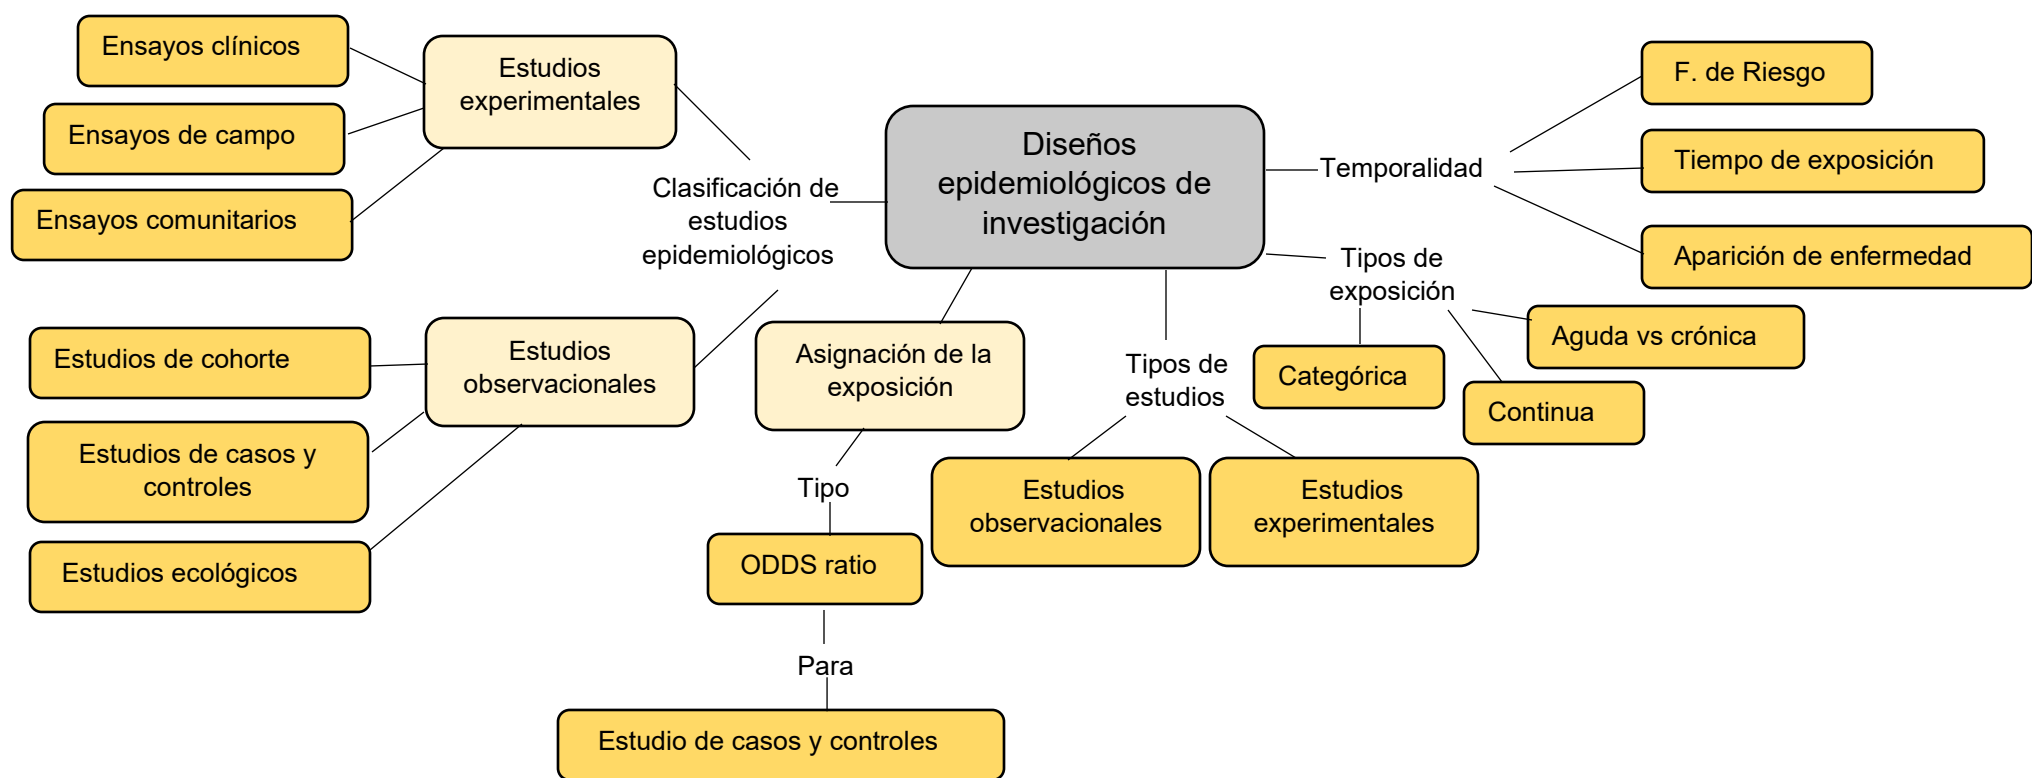 Ensayos clínicos
Estudios
experimentales
Ensayos de campo
Ensayos comunitarios
Clasificación de
estudios
epidemiológicos
Estudios de cohorte
Estudios
observacionales
Estudios de casos y
controles
Estudios ecológicos
Diseños
epidemiológicos de
investigación
Asignación de la
exposición
Tipo
ODDS ratio
Para
Estudio de casos y controles
Tipos de
estudios
Estudios
observacionales
Estudios
experimentales
Temporalidad
F. de Riesgo
Tiempo de exposición
Aparición de enfermedad
Tipos de
exposición
Aguda vs crónica
Categórica
Continua